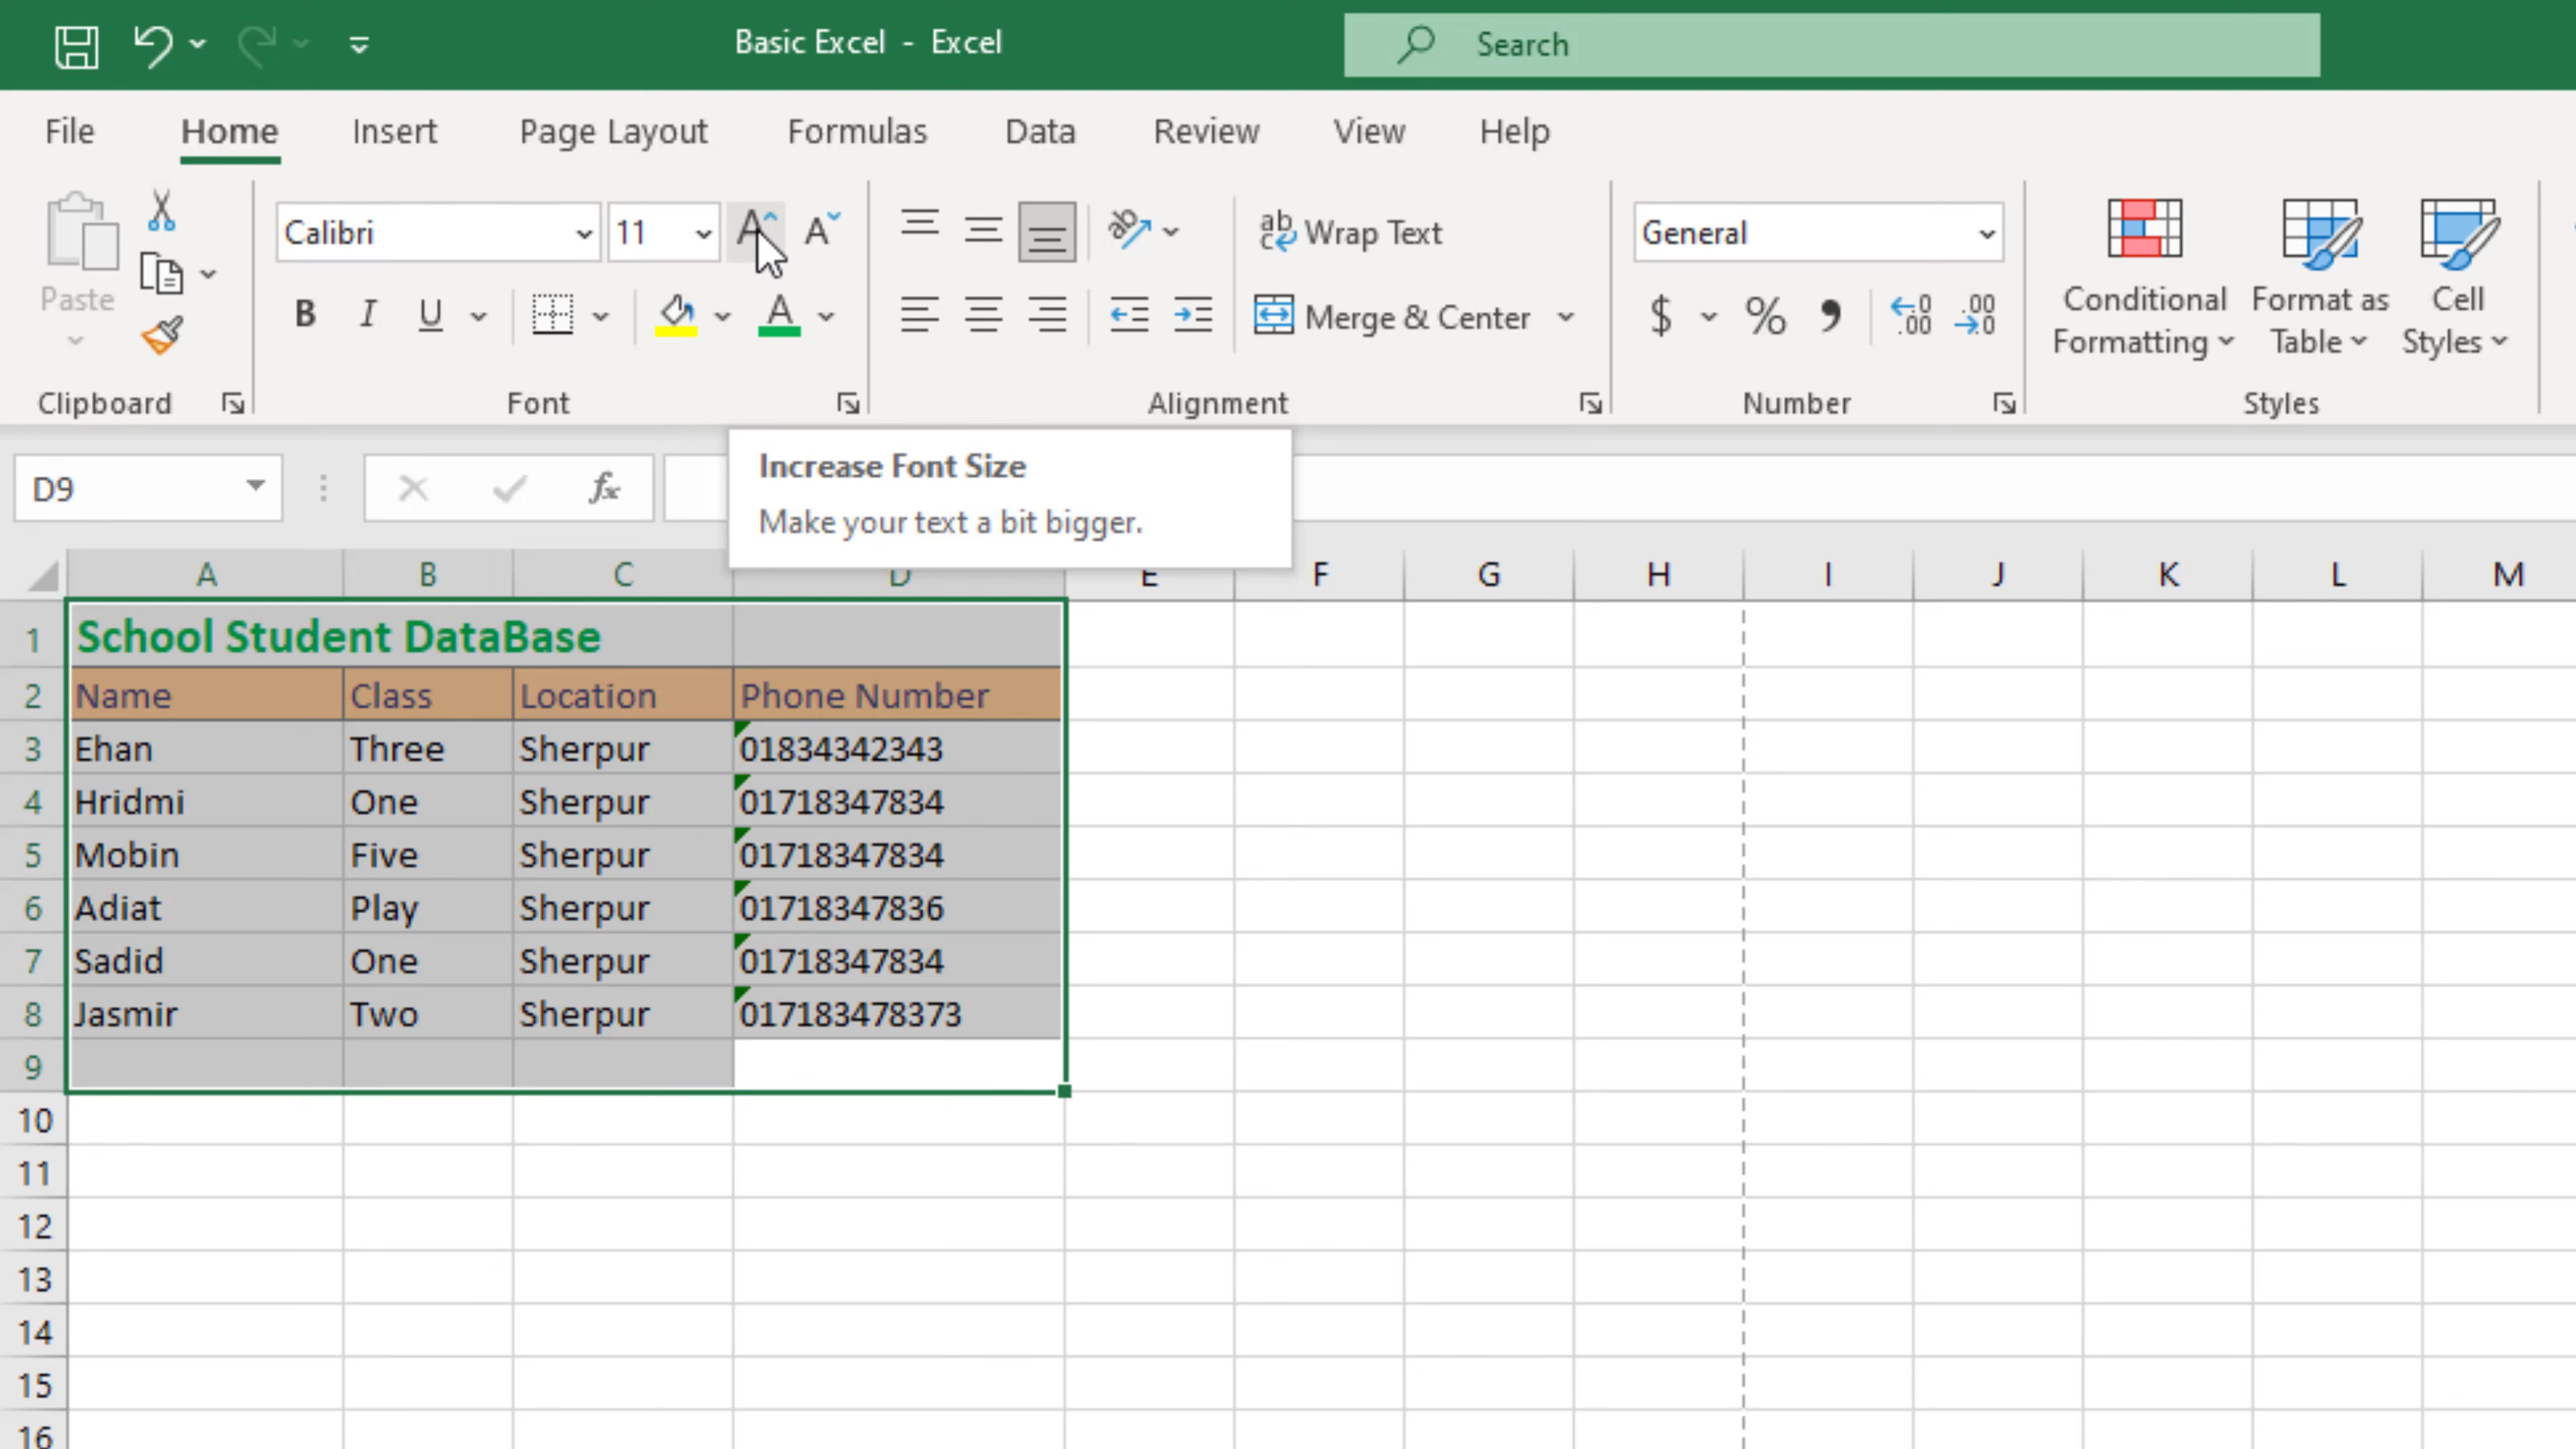 Basic Excel - Excel
Search
File Home Insert Page Layout Formulas Data Review View Help
Calibri 11 A A ab Wrap Text General
Paste B I U A Merge & Center $ % , Conditional Formatting Format as Table Cell Styles
Clipboard Font Alignment Number Styles
D9 fx
Increase Font Size
Make your text a bit bigger.
A B C D E F G H I J K L M
1 School Student DataBase
2 Name Class Location Phone Number
3 Ehan Three Sherpur 01834342343
4 Hridmi One Sherpur 01718347834
5 Mobin Five Sherpur 01718347834
6 Adiat Play Sherpur 01718347836
7 Sadid One Sherpur 01718347834
8 Jasmir Two Sherpur 017183478373
9
10
11
12
13
14
15
16